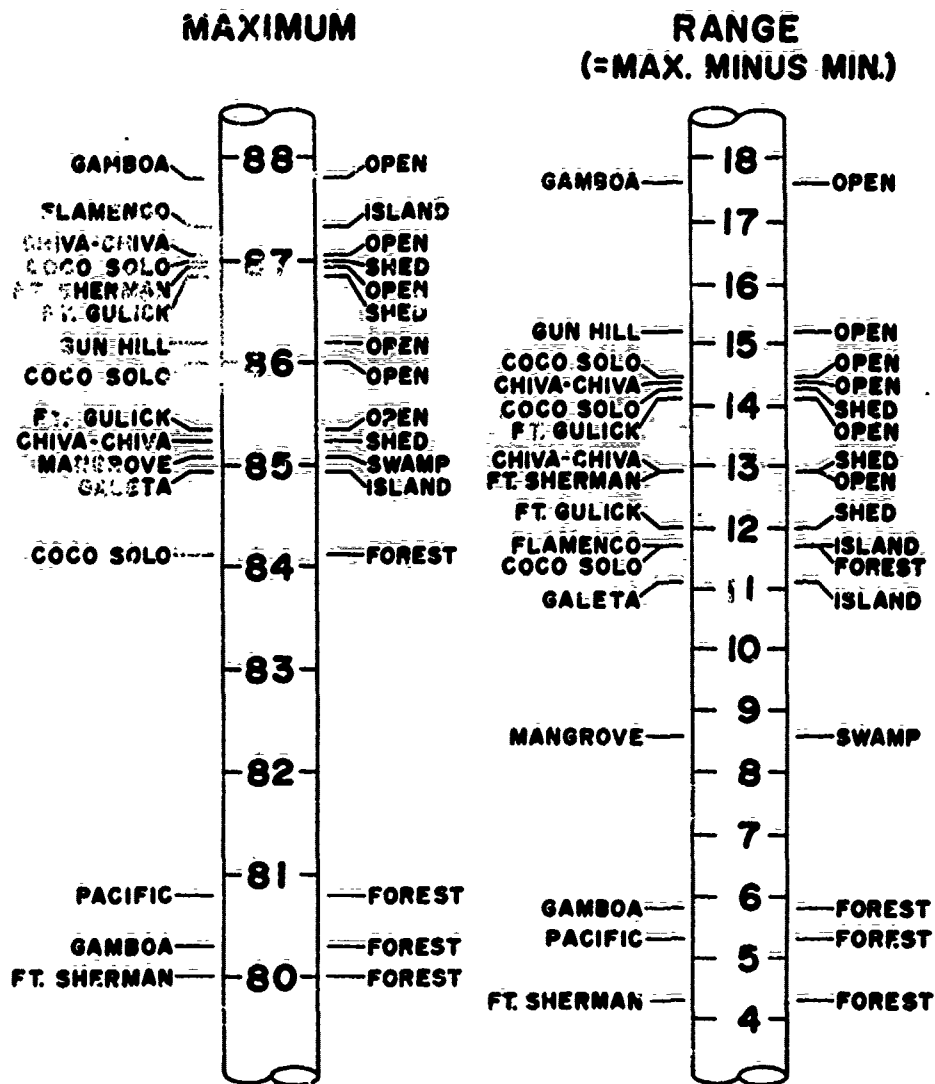 MAXIMUM
88
GAMBOA OPEN
FLAMENCO ISLAND
CHIVA-CHIVA OPEN
87
COCO SOLO SHED
FT. SHERMAN OPEN
FT. GULICK SHED
GUN HILL OPEN
86
COCO SOLO OPEN
FT. GULICK OPEN
CHIVA-CHIVA SHED
85
MANGROVE SWAMP
GALETA ISLAND
COCO SOLO FOREST
84
83
82
81
PACIFIC FOREST
GAMBOA FOREST
FT. SHERMAN 80 FOREST
RANGE
(=MAX. MINUS MIN.)
18
GAMBOA OPEN
17
16
GUN HILL OPEN
15
COCO SOLO OPEN
CHIVA-CHIVA OPEN
14
COCO SOLO SHED
FT. GULICK OPEN
CHIVA-CHIVA SHED
13
FT. SHERMAN OPEN
FT. GULICK SHED
12
FLAMENCO ISLAND
COCO SOLO FOREST
11
GALETA ISLAND
10
9
MANGROVE SWAMP
8
7
6
GAMBOA FOREST
PACIFIC FOREST
5
FT. SHERMAN FOREST
4